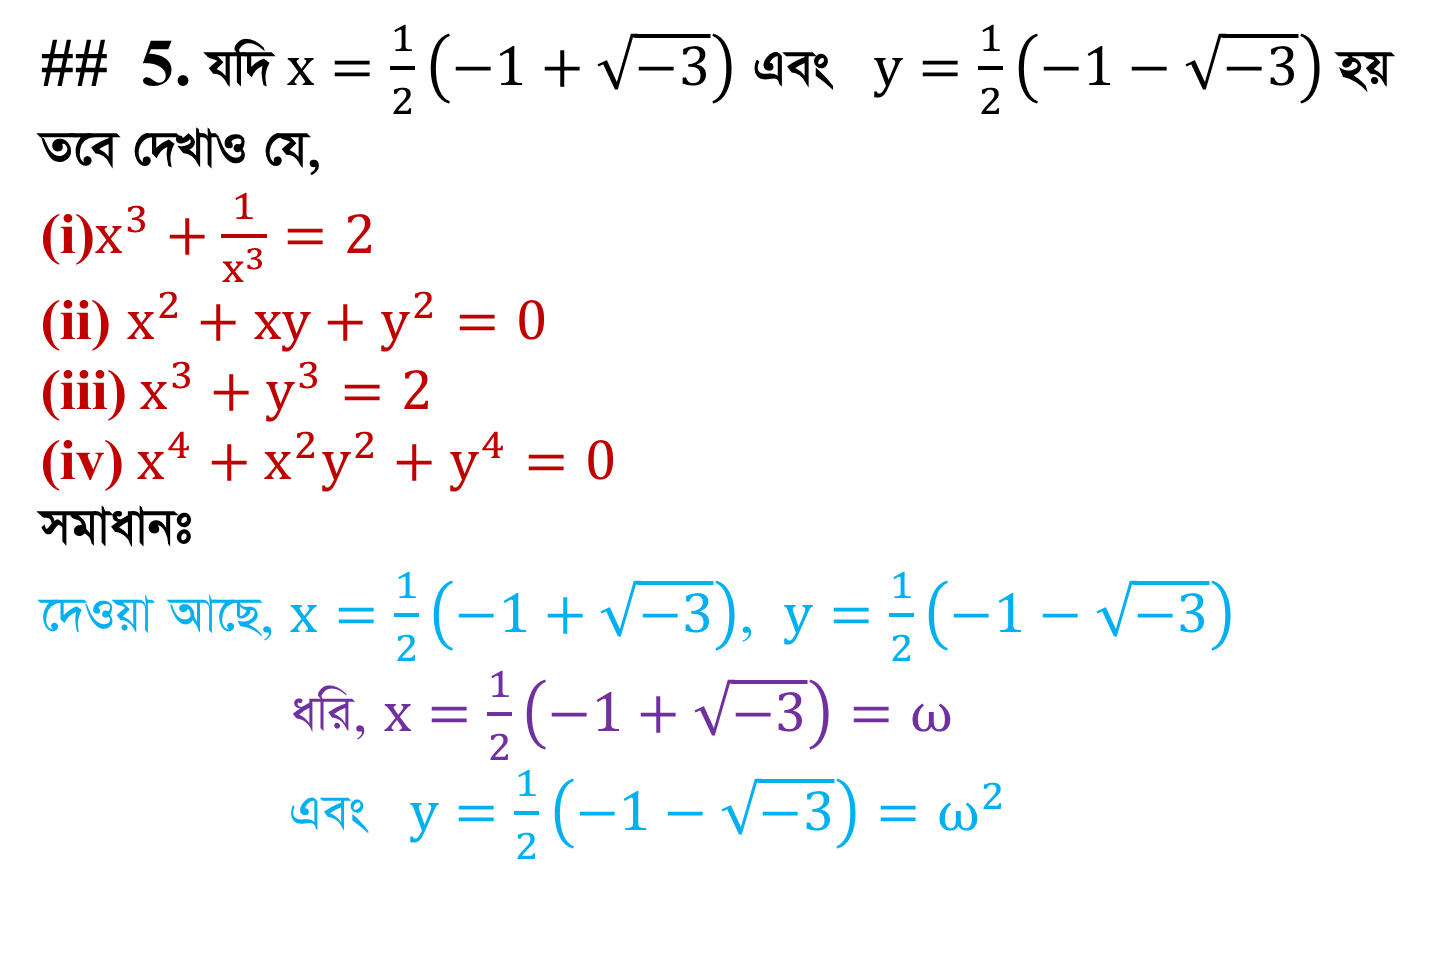 ## 5. যদি x = 1/2(−1 + √−3) এবং y = 1/2(−1 − √−3) হয়
তবে দেখাও যে,
(i)x³ + 1/x³ = 2
(ii) x² + xy + y² = 0
(iii) x³ + y³ = 2
(iv) x⁴ + x²y² + y⁴ = 0
সমাধানঃ
দেওয়া আছে, x = 1/2(−1 + √−3), y = 1/2(−1 − √−3)
ধরি, x = 1/2(−1 + √−3) = ω
এবং y = 1/2(−1 − √−3) = ω²